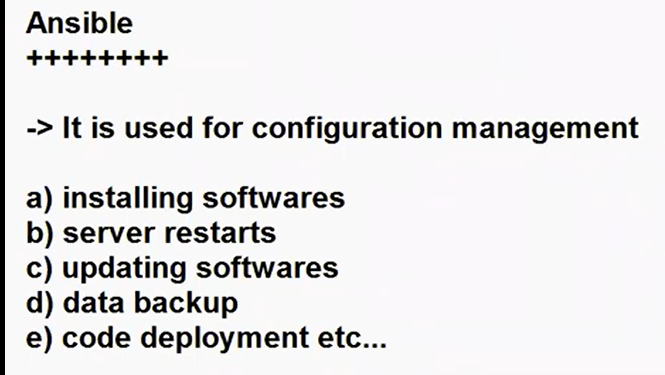 Ansible
++++++++
-> It is used for configuration management
a) installing softwares
b) server restarts
c) updating softwares
d) data backup
e) code deployment etc...